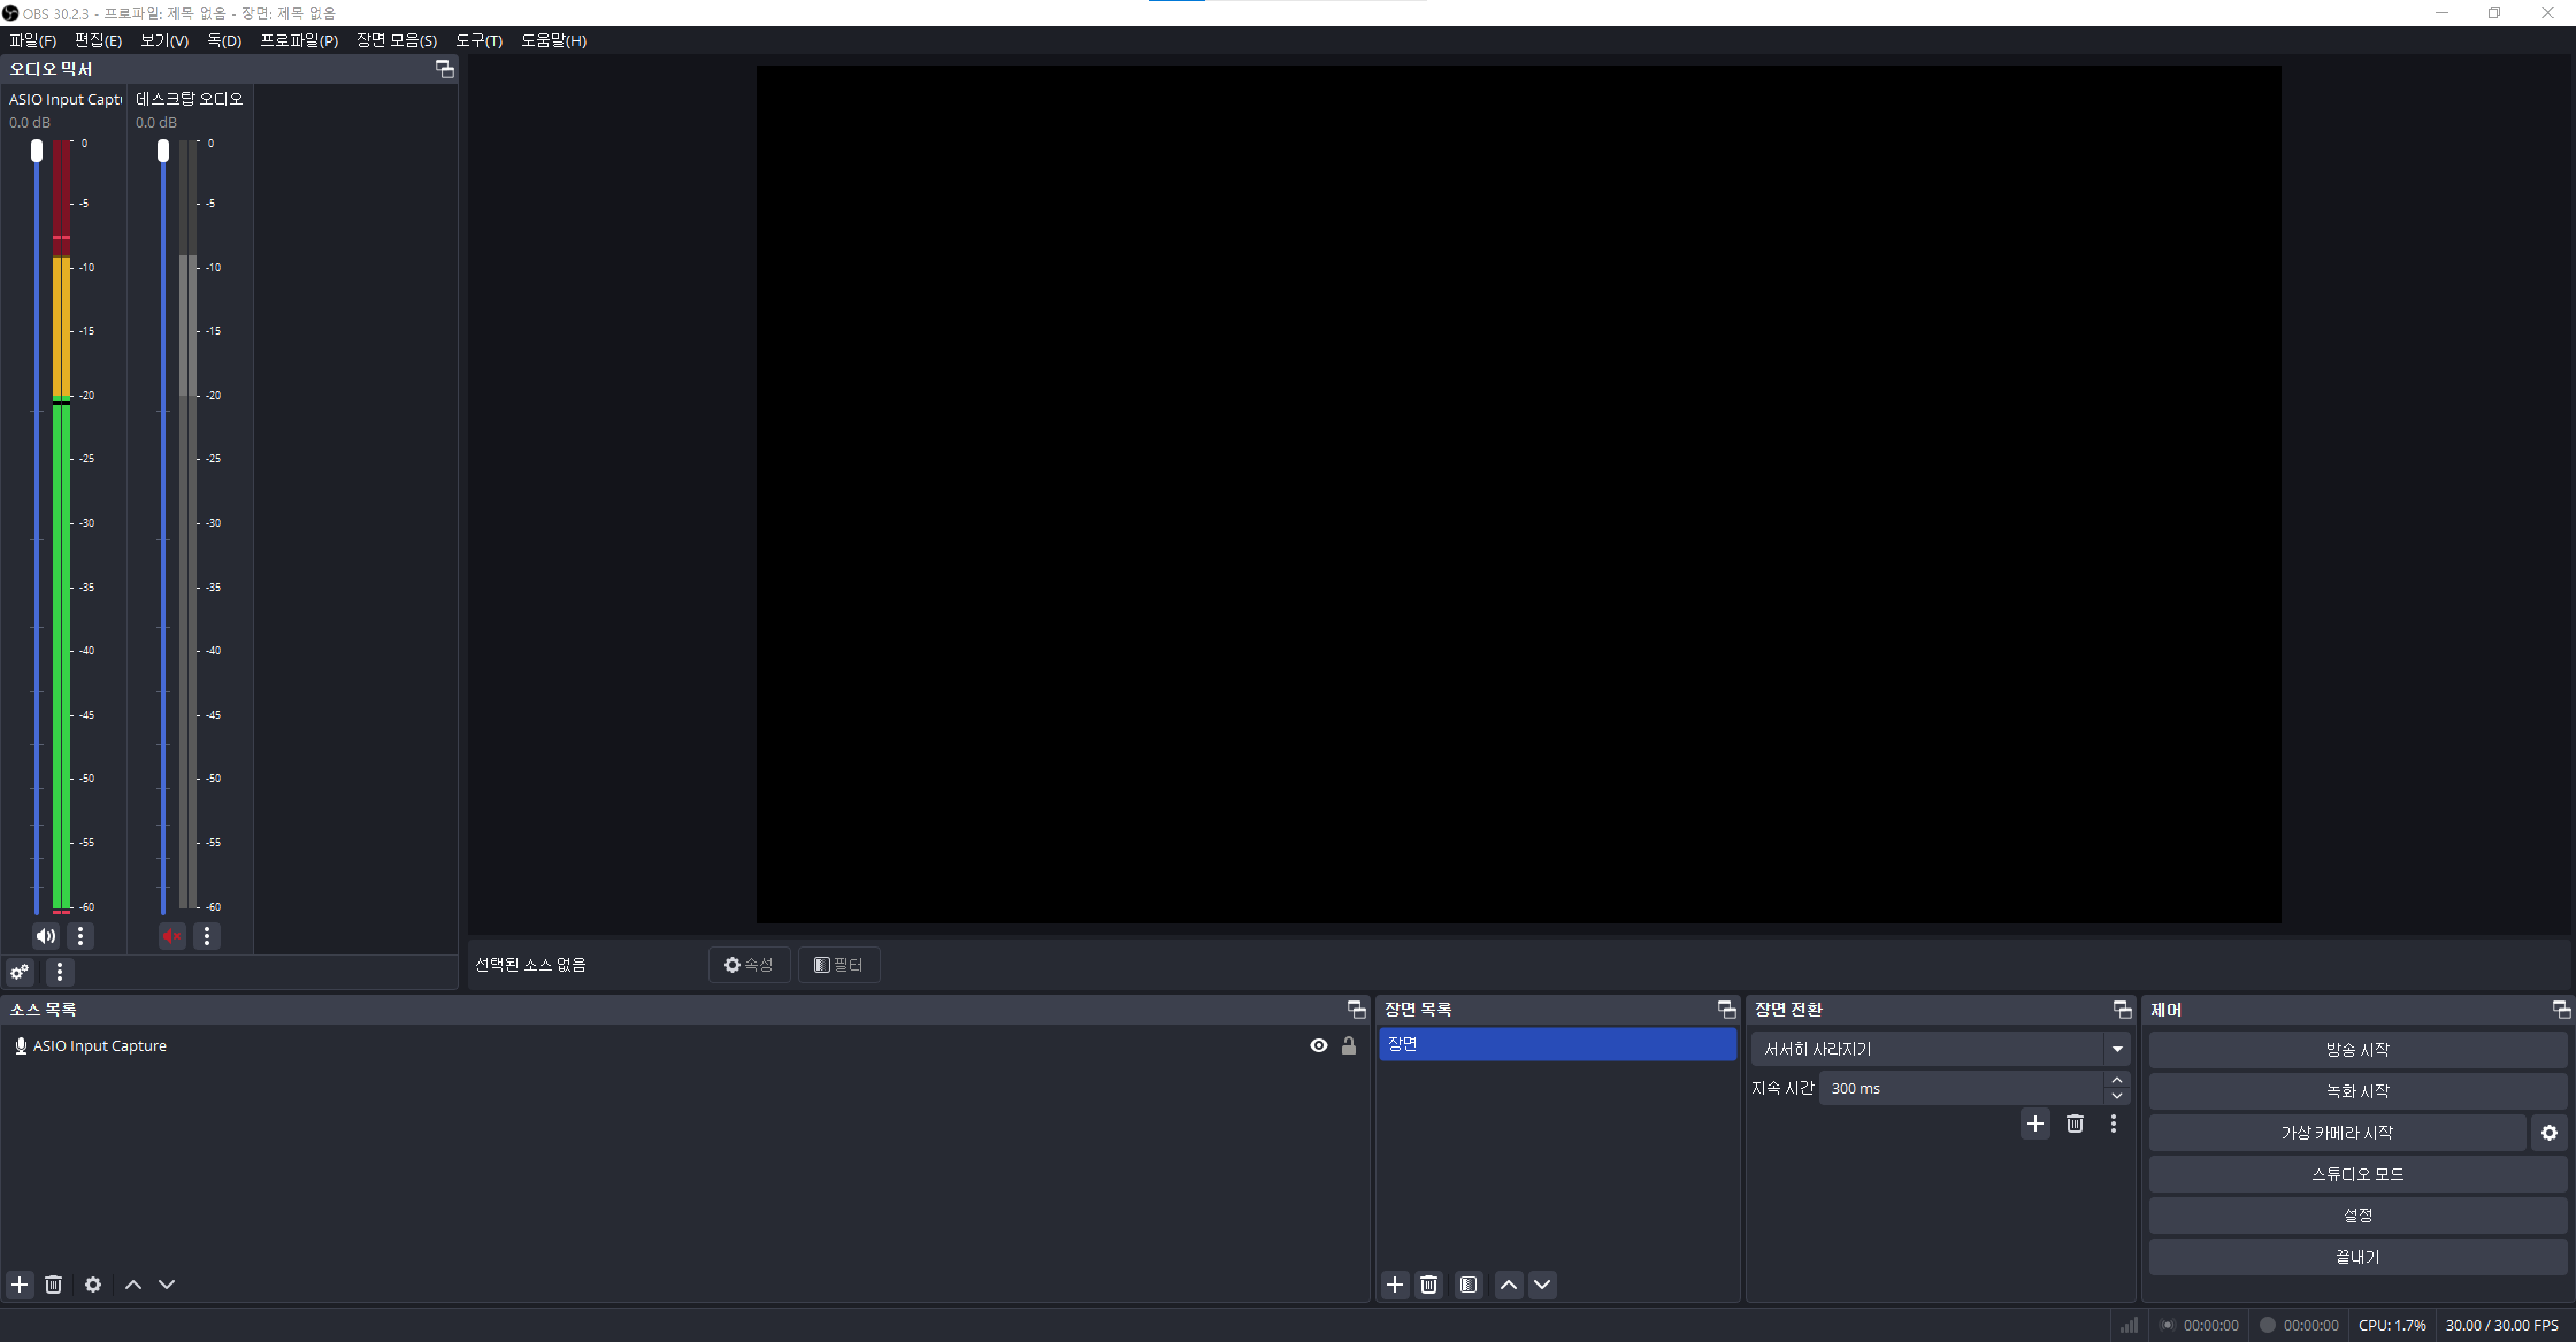 OBS 30.2.3 - 프로파일: 제목 없음 - 장면: 제목 없음
파일(F) 편집(E) 보기(V) 독(D) 프로파일(P) 장면 모음(S) 도구(T) 도움말(H)
오디오 믹서
ASIO Input Captu 데스크탑 오디오
0.0 dB 0.0 dB
0 0
-5 -5
-10 -10
-15 -15
-20 -20
-25 -25
-30 -30
-35 -35
-40 -40
-45 -45
-50 -50
-55 -55
-60 -60
선택된 소스 없음 속성 필터
소스 목록
ASIO Input Capture
장면 목록
장면
장면 전환
서서히 사라지기
지속 시간 300 ms
제어
방송 시작
녹화 시작
가상 카메라 시작
스튜디오 모드
설정
끝내기
00:00:00 00:00:00 CPU: 1.7% 30.00 / 30.00 FPS